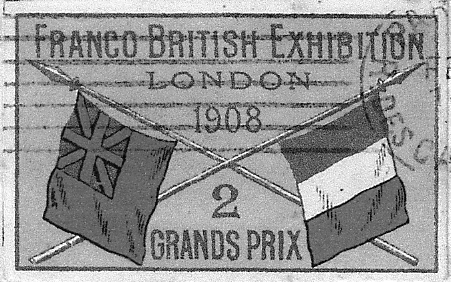 FRANCO BRITISH EXHIBITION
LONDON
1908
2
GRANDS PRIX